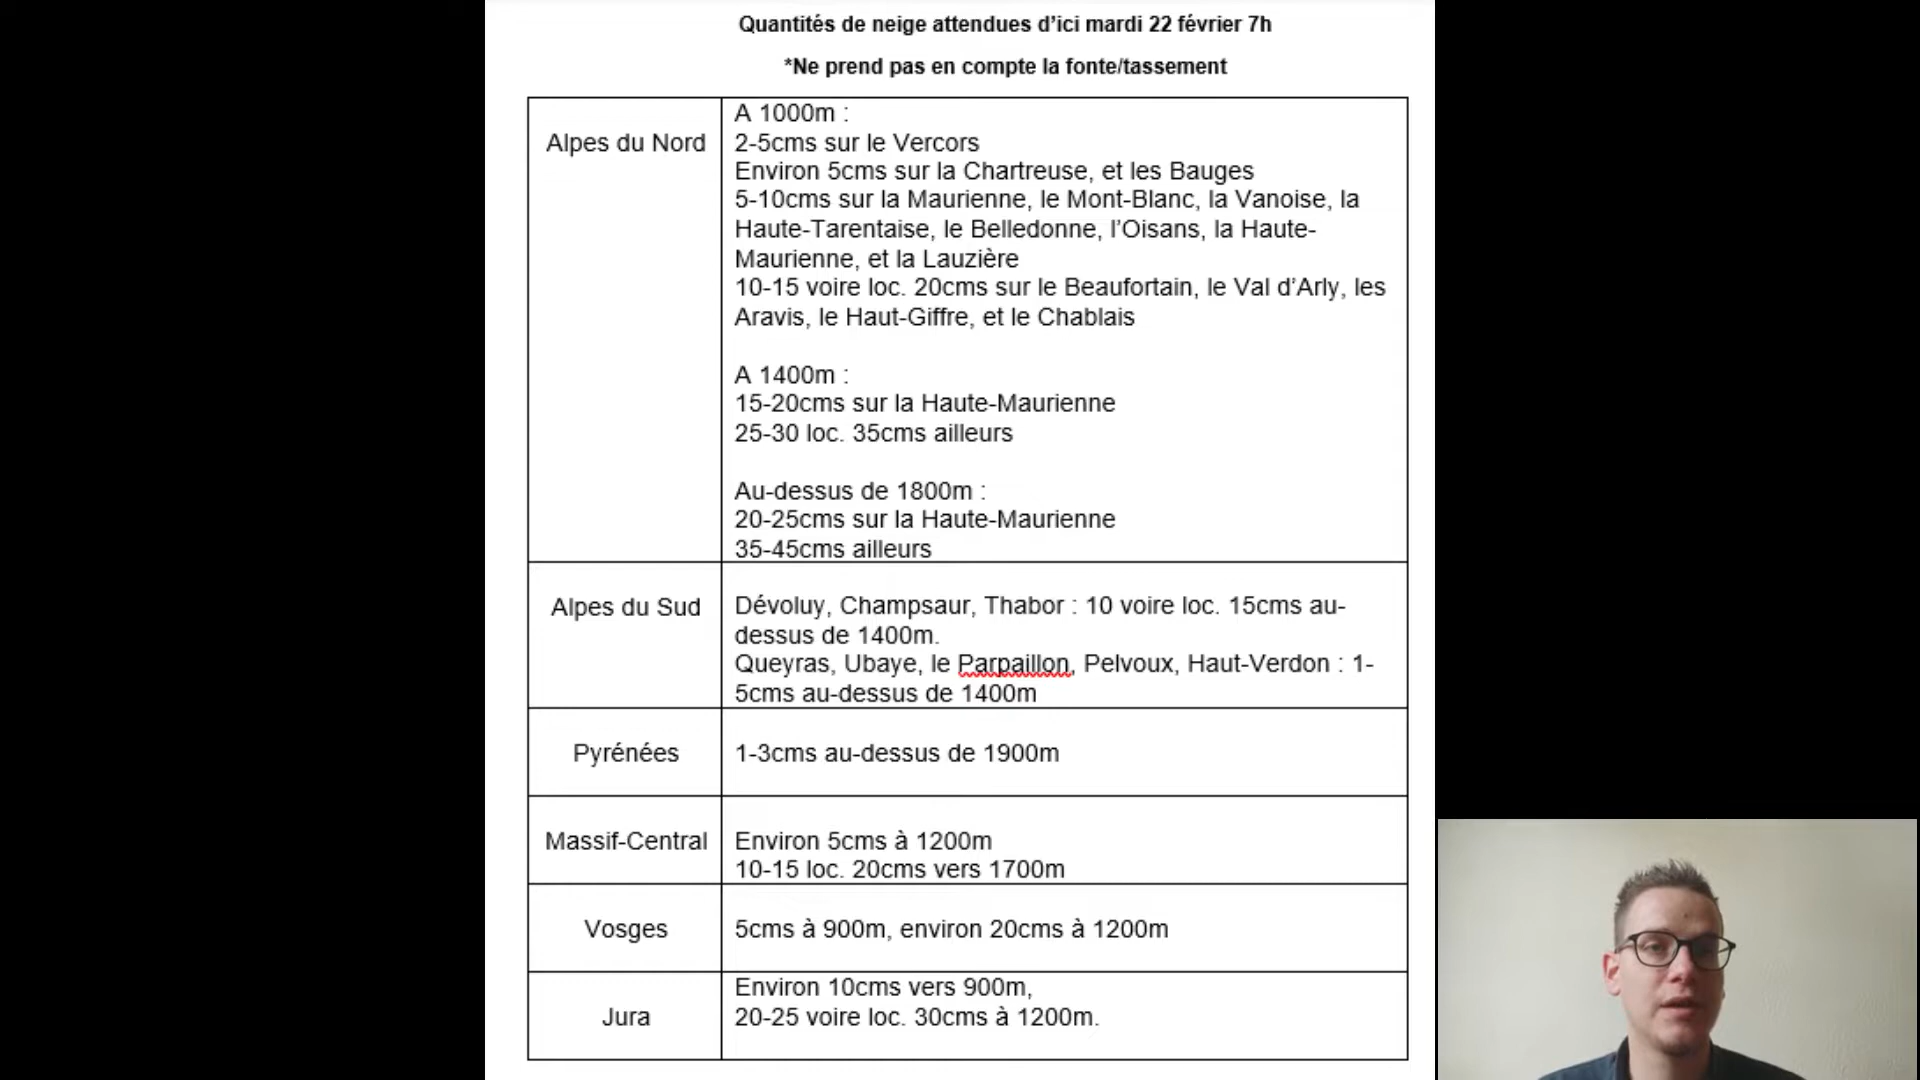 Quantités de neige attendues d'ici mardi 22 février 7h
*Ne prend pas en compte la fonte/tassement
Alpes du Nord
A 1000m :
2-5cms sur le Vercors
Environ 5cms sur la Chartreuse, et les Bauges
5-10cms sur la Maurienne, le Mont-Blanc, la Vanoise, la
Haute-Tarentaise, le Belledonne, l'Oisans, la Haute-
Maurienne, et la Lauzière
10-15 voire loc. 20cms sur le Beaufortain, le Val d'Arly, les
Aravis, le Haut-Giffre, et le Chablais
A 1400m :
15-20cms sur la Haute-Maurienne
25-30 loc. 35cms ailleurs
Au-dessus de 1800m :
20-25cms sur la Haute-Maurienne
35-45cms ailleurs
Alpes du Sud
Dévoluy, Champsaur, Thabor : 10 voire loc. 15cms au-
dessus de 1400m.
Queyras, Ubaye, le Parpaillon, Pelvoux, Haut-Verdon : 1-
5cms au-dessus de 1400m
Pyrénées
1-3cms au-dessus de 1900m
Massif-Central
Environ 5cms à 1200m
10-15 loc. 20cms vers 1700m
Vosges
5cms à 900m, environ 20cms à 1200m
Jura
Environ 10cms vers 900m,
20-25 voire loc. 30cms à 1200m.